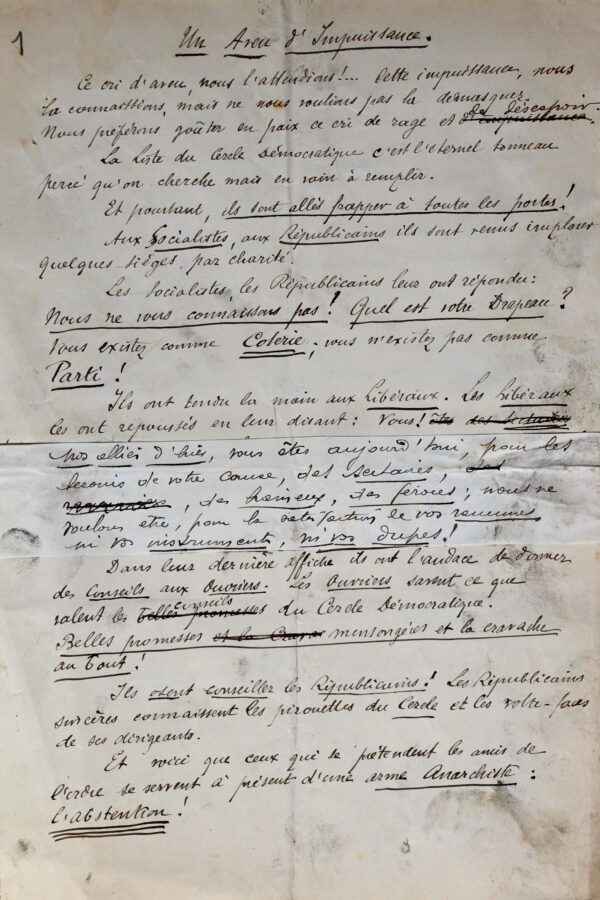 1
Un Aveu d'Impuissance.
Ce cri d'aveu, nous l'attendions!... Cette impuissance, nous
la connaissions, mais ne nous voulions pas la démasquer.
Nous préférons goûter en paix ce cri de rage et de désespoir. l'impuissance.
La liste du Cercle Démocratique c'est l'éternel tonneau
percé qu'on cherche mais en vain à remplir.
Et pourtant, ils sont allés frapper à toutes les portes!
Aux Socialistes, aux Républicains ils sont venus implorer
quelques sièges, par charité.
Les Socialistes, les Républicains leur ont répondu:
Nous ne vous connaissons pas! Quel est votre Drapeau?
Vous existez comme Coterie, vous n'existez pas comme
Parti!
Ils ont tendu la main aux Libéraux. Les Libéraux
les ont repoussés en leur disant: Vous! êtes des sectaires
Nos alliés d'hier, vous êtes aujourd'hui, pour les
besoins de votre cause, des sectaires, des
, des haineux, des féroces; nous ne
voulons être, pour la satisfaction de vos rancunes
ni vos instruments, ni vos dupes!
Dans leur dernière affiche ils ont l'audace de donner
des Conseils aux Ouvriers. Les Ouvriers savent ce que
valent les belles promesses conseils du Cercle Démocratique.
Belles promesses et la Crava mensongères et la cravache
au bout!
Ils osent conseiller les Républicains! Les Républicains
sincères connaissent les pirouettes du Cercle et les volte-faces
de ses dirigeants.
Et voici que ceux qui se prétendent les amis de
l'ordre se servent à présent d'une arme Anarchiste:
l'abstention!